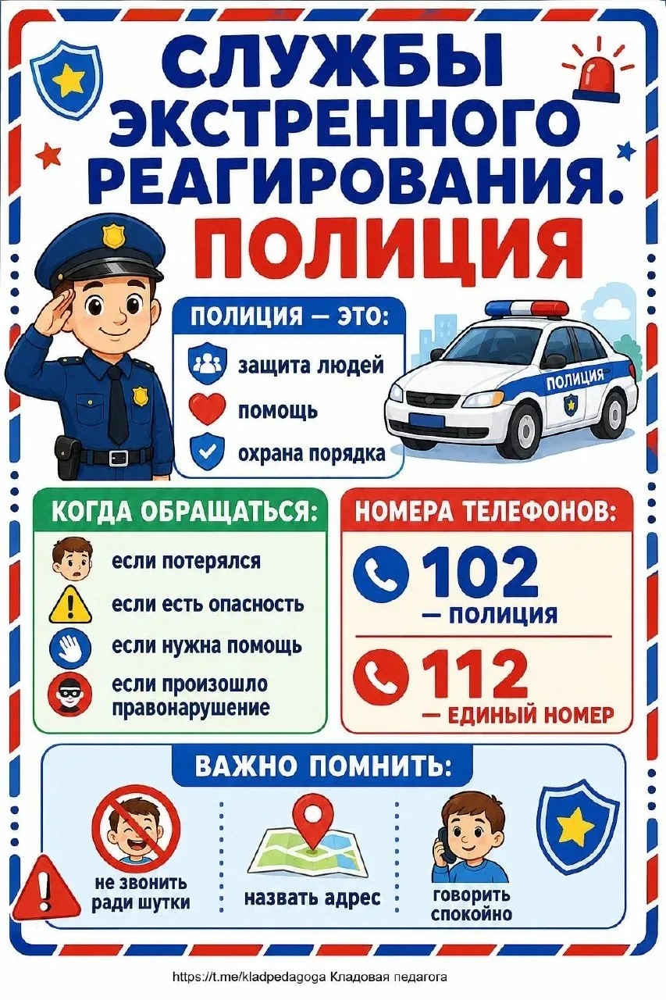 СЛУЖБЫ
ЭКСТРЕННОГО
РЕАГИРОВАНИЯ.
ПОЛИЦИЯ
ПОЛИЦИЯ — ЭТО:
защита людей
помощь
охрана порядка
ПОЛИЦИЯ
КОГДА ОБРАЩАТЬСЯ:
если потерялся
если есть опасность
если нужна помощь
если произошло
правонарушение
НОМЕРА ТЕЛЕФОНОВ:
102
— ПОЛИЦИЯ
112
— ЕДИНЫЙ НОМЕР
ВАЖНО ПОМНИТЬ:
не звонить
ради шутки
назвать адрес
говорить
спокойно
https://t.me/kladpedagoga Кладовая педагога